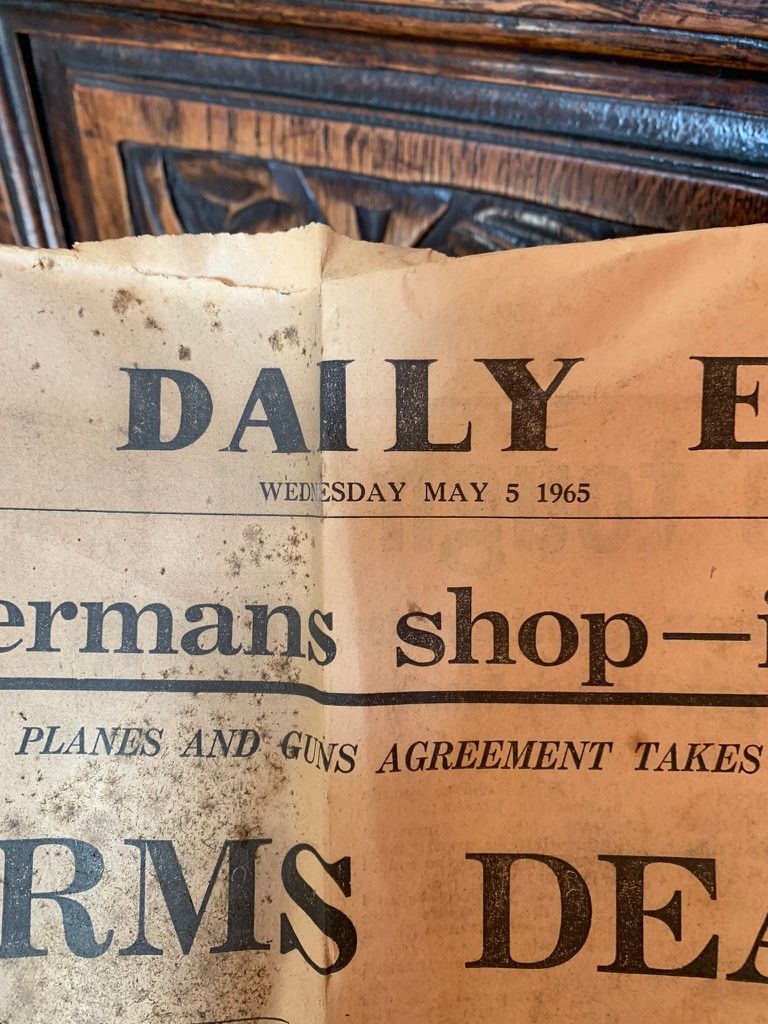 DAILY E
WEDNESDAY MAY 5 1965
ermans shop—i
PLANES AND GUNS AGREEMENT TAKES
RMS DEA